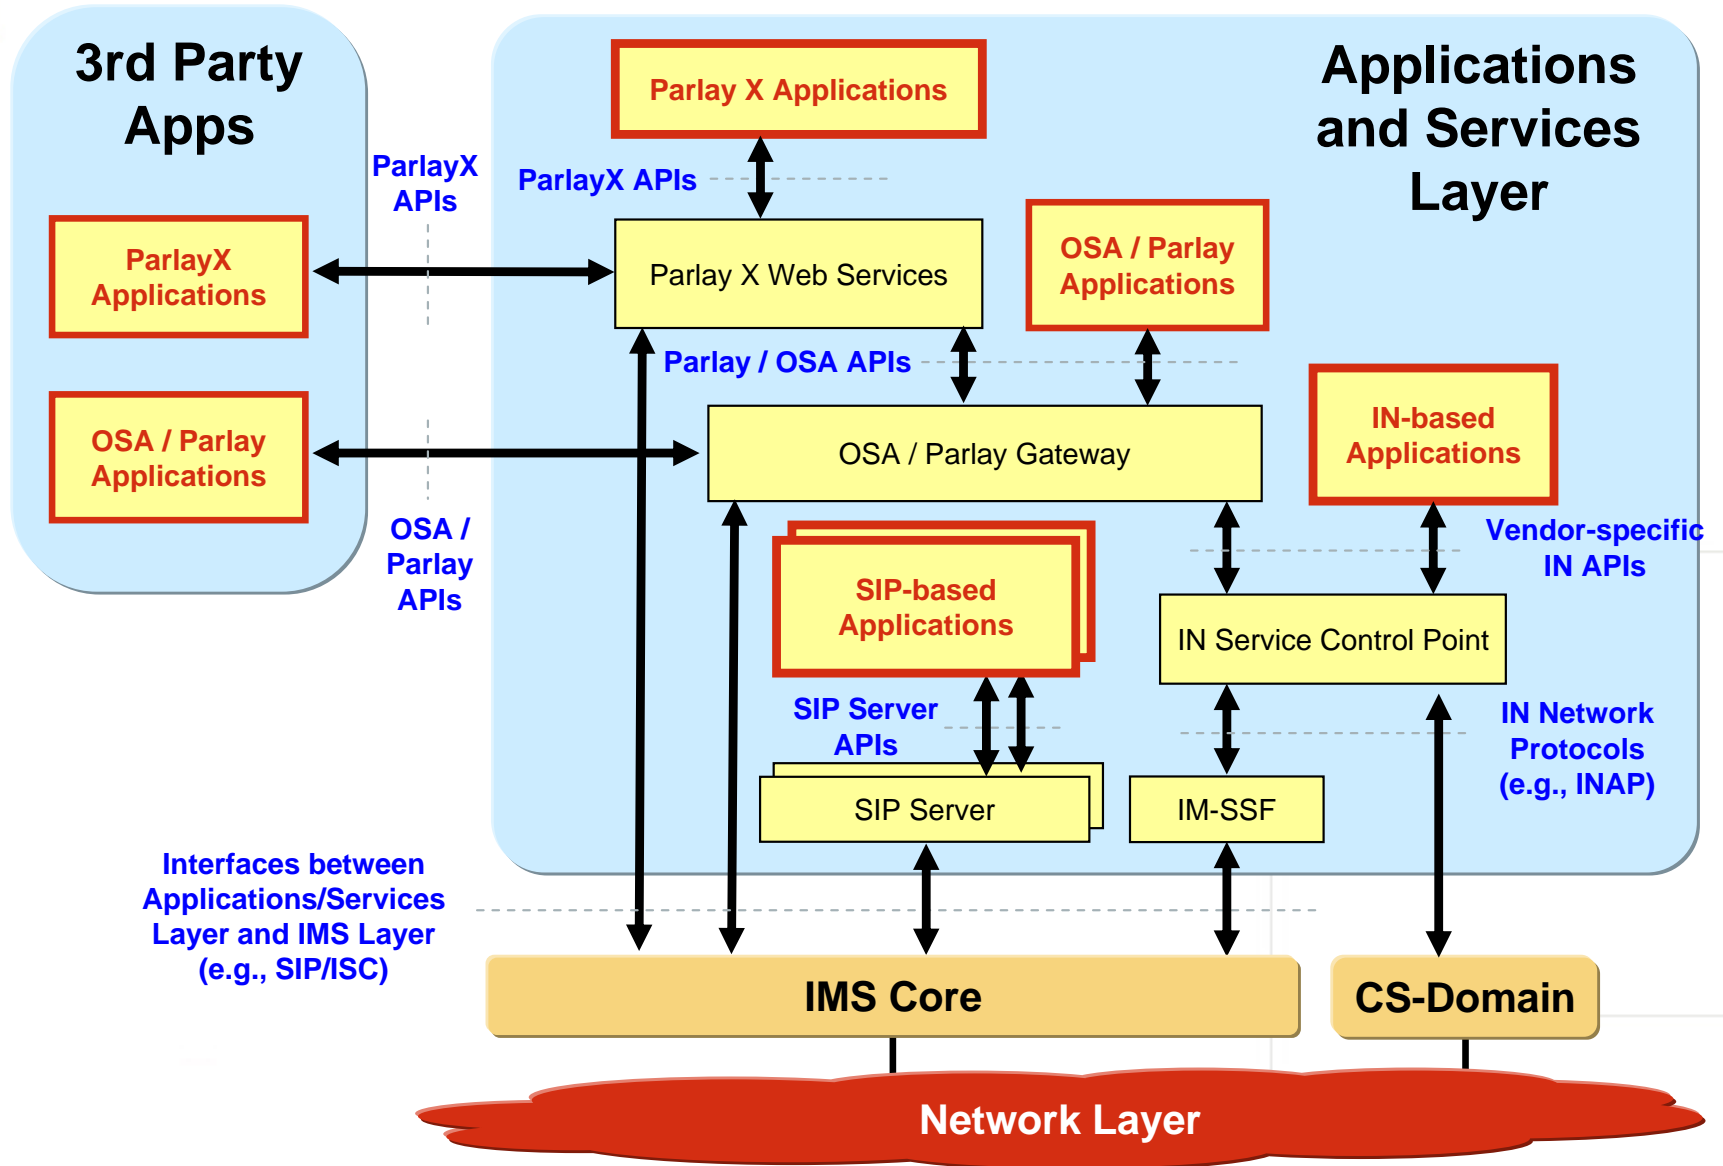 3rd Party
Apps
Applications
and Services
Layer
Parlay X Applications
ParlayX
APIs
ParlayX APIs
ParlayX
Applications
Parlay X Web Services
OSA / Parlay
Applications
Parlay / OSA APIs
OSA / Parlay
Applications
OSA / Parlay Gateway
IN-based
Applications
OSA /
Parlay
APIs
Vendor-specific
IN APIs
SIP-based
Applications
IN Service Control Point
SIP Server
APIs
IN Network
Protocols
(e.g., INAP)
SIP Server
IM-SSF
Interfaces between
Applications/Services
Layer and IMS Layer
(e.g., SIP/ISC)
IMS Core
CS-Domain
Network Layer